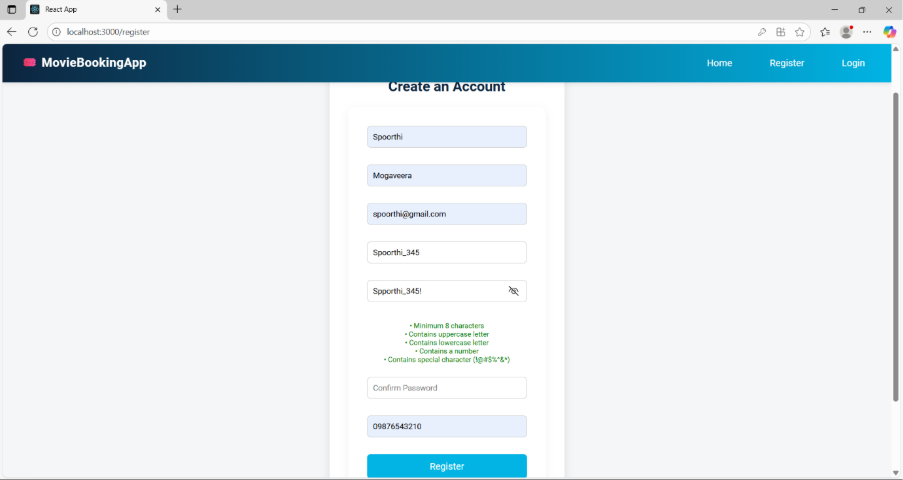 React App
localhost:3000/register
MovieBookingApp
Home
Register
Login
Create an Account
Spoorthi
Mogaveera
spoorthi@gmail.com
Spoorthi_345
Spporthi_345!
• Minimum 8 characters
• Contains uppercase letter
• Contains lowercase letter
• Contains a number
• Contains special character (!@#$%^&*)
Confirm Password
09876543210
Register